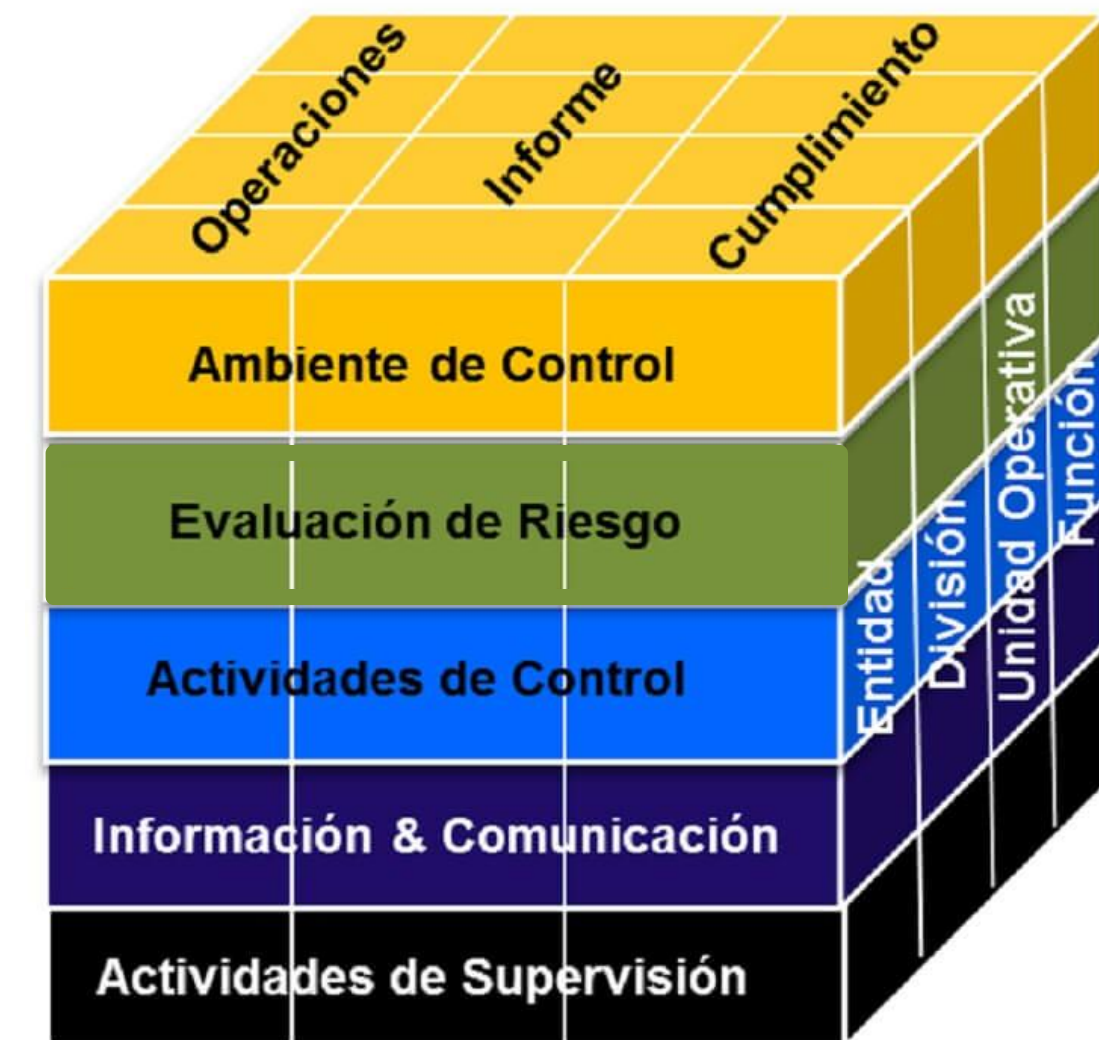 Operaciones
Informe
Cumplimiento
Ambiente de Control
Evaluación de Riesgo
Actividades de Control
Información & Comunicación
Actividades de Supervisión
Entidad
División
Unidad Operativa
Función